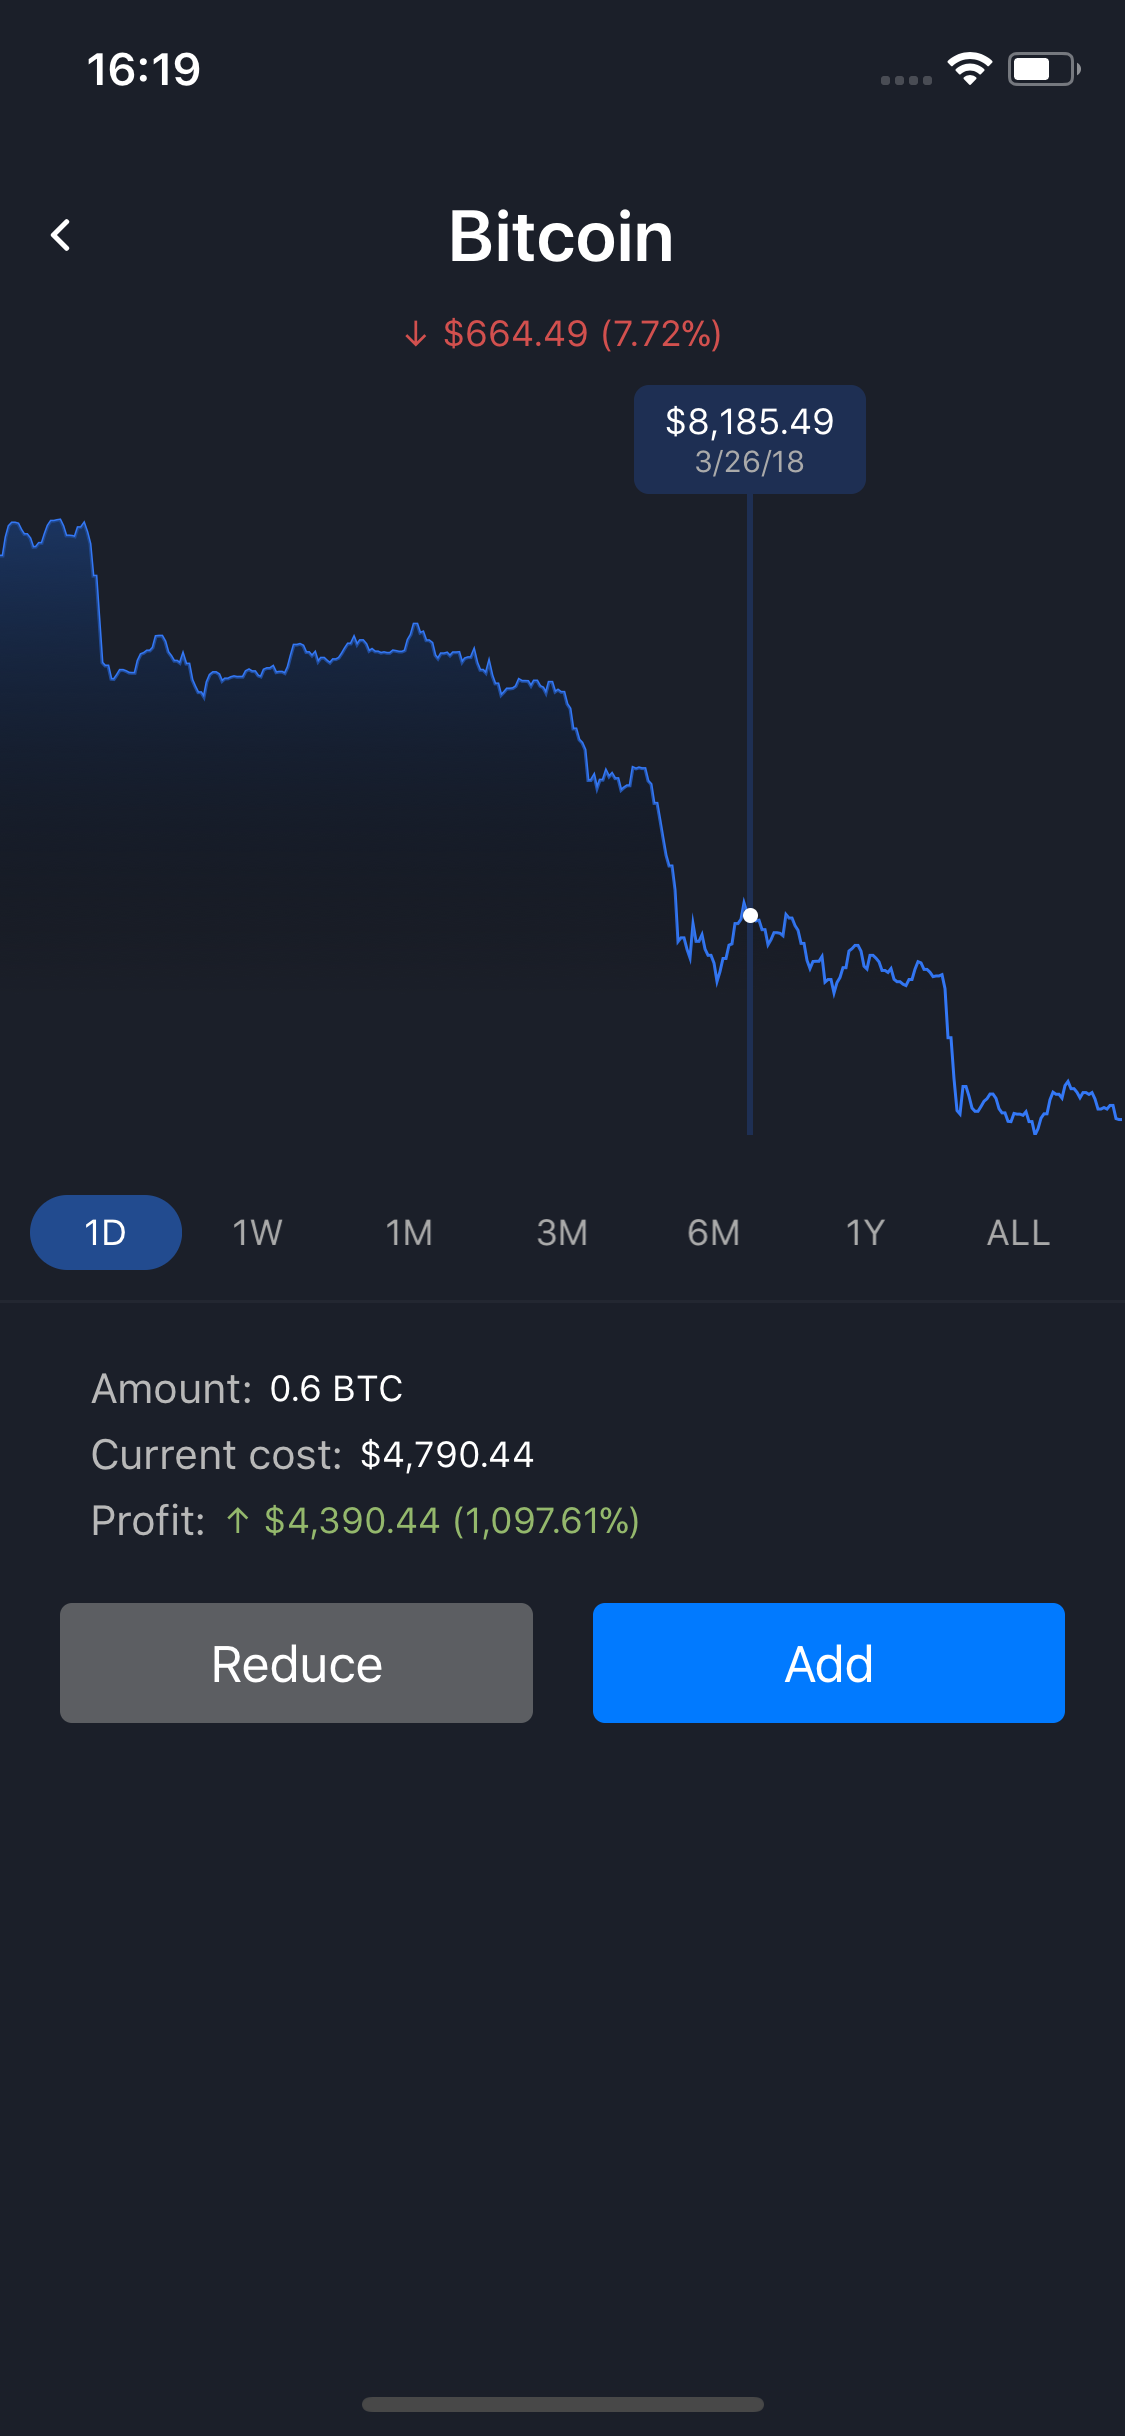 16:19
Bitcoin
↓ $664.49 (7.72%)
$8,185.49
3/26/18
1D 1W 1M 3M 6M 1Y ALL
Amount: 0.6 BTC
Current cost: $4,790.44
Profit: ↑ $4,390.44 (1,097.61%)
Reduce Add